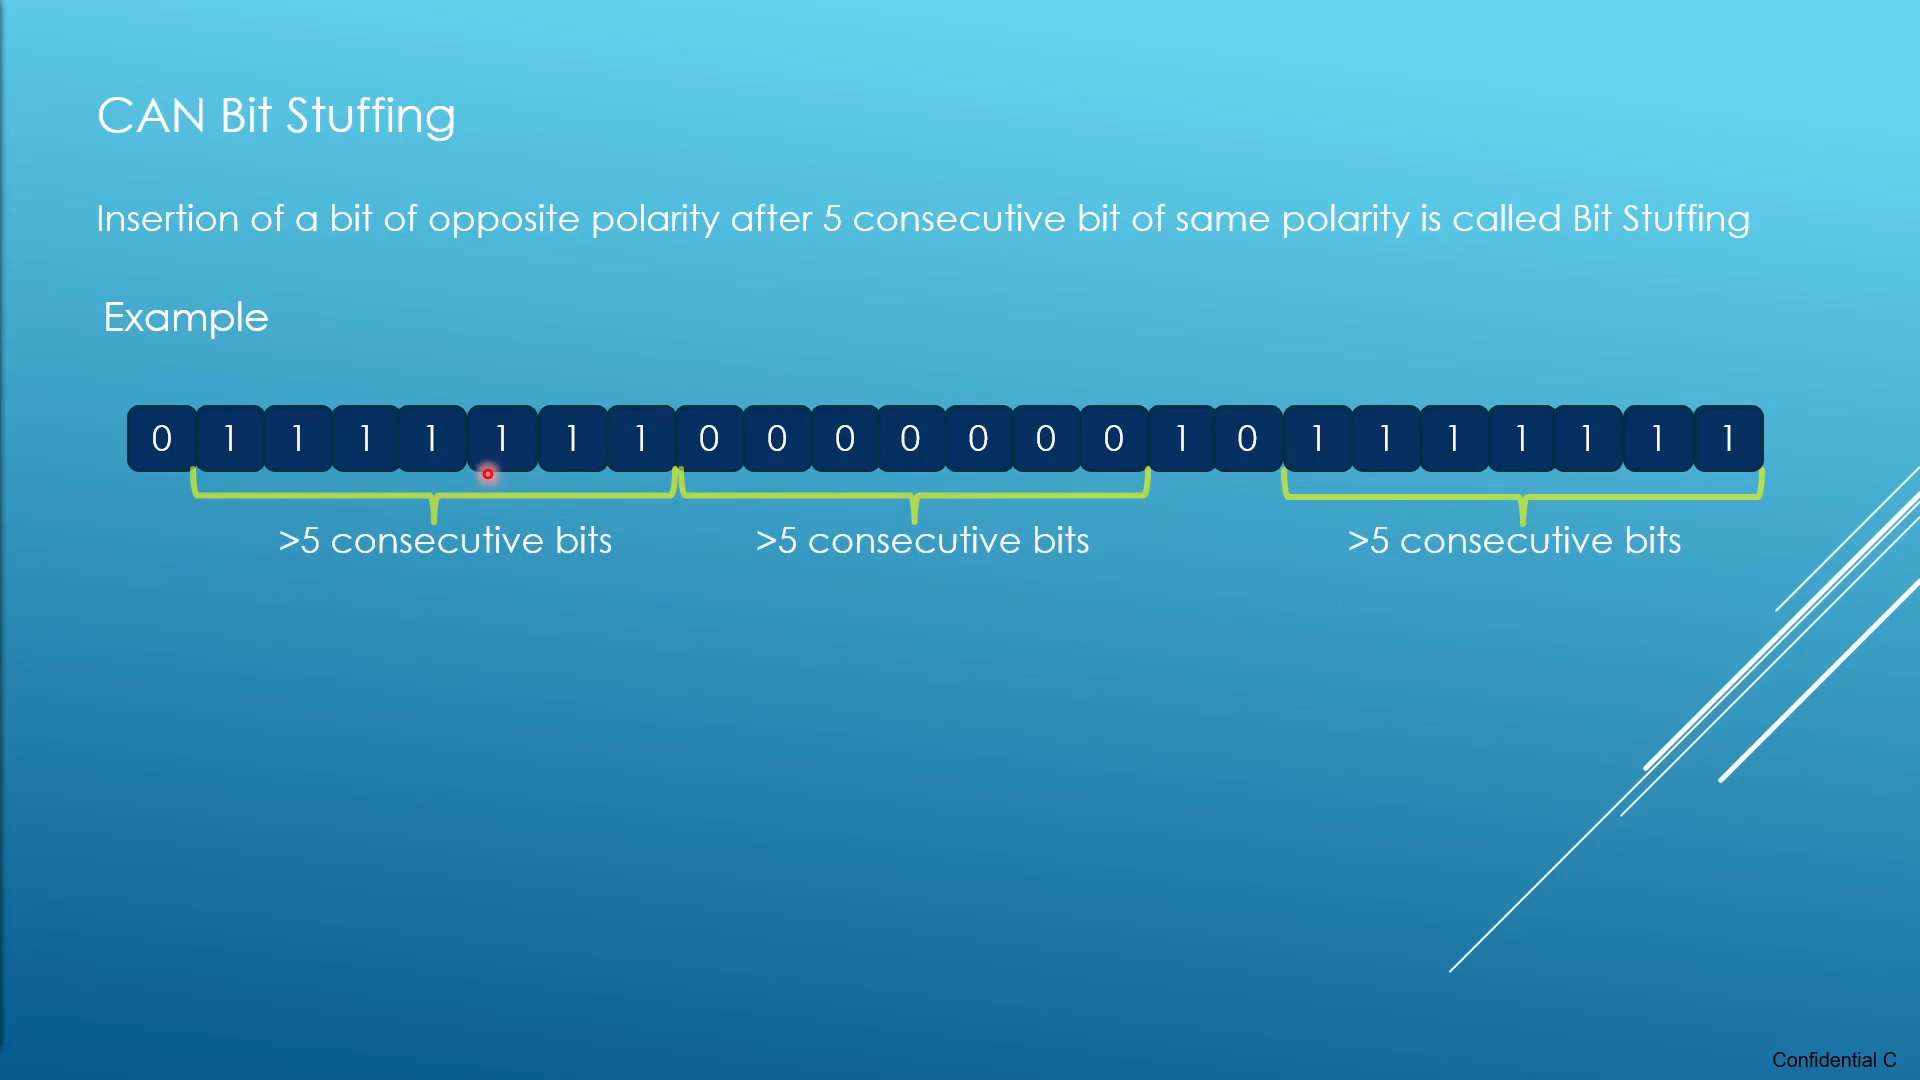 CAN Bit Stuffing
Insertion of a bit of opposite polarity after 5 consecutive bit of same polarity is called Bit Stuffing
Example
0 1 1 1 1 1 1 1 0 0 0 0 0 0 0 1 0 1 1 1 1 1 1 1
>5 consecutive bits >5 consecutive bits >5 consecutive bits
Confidential C